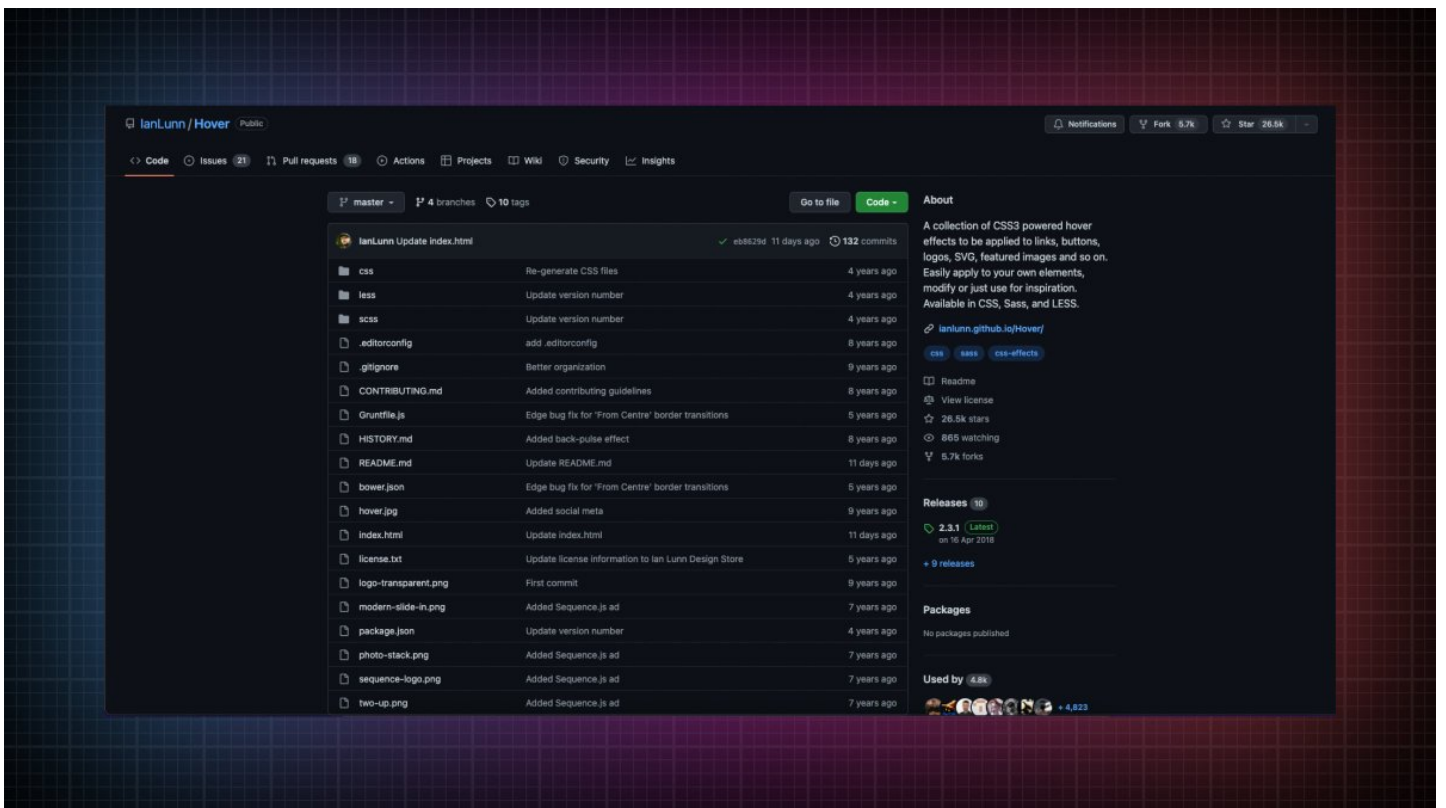 IanLunn / Hover Public
Notifications Fork 5.7k Star 26.5k
Code Issues 21 Pull requests 18 Actions Projects Wiki Security Insights
master 4 branches 10 tags Go to file Code
IanLunn Update index.html eb8629d 11 days ago 132 commits
css Re-generate CSS files 4 years ago
less Update version number 4 years ago
scss Update version number 4 years ago
.editorconfig add .editorconfig 8 years ago
.gitignore Better organization 9 years ago
CONTRIBUTING.md Added contributing guidelines 8 years ago
Gruntfile.js Edge bug fix for 'From Centre' border transitions 5 years ago
HISTORY.md Added back-pulse effect 8 years ago
README.md Update README.md 11 days ago
bower.json Edge bug fix for 'From Centre' border transitions 5 years ago
hover.jpg Added social meta 9 years ago
index.html Update index.html 11 days ago
license.txt Update license information to Ian Lunn Design Store 5 years ago
logo-transparent.png First commit 9 years ago
modern-slide-in.png Added Sequence.js ad 7 years ago
package.json Update version number 4 years ago
photo-stack.png Added Sequence.js ad 7 years ago
sequence-logo.png Added Sequence.js ad 7 years ago
two-up.png Added Sequence.js ad 7 years ago
About
A collection of CSS3 powered hover
effects to be applied to links, buttons,
logos, SVG, featured images and so on.
Easily apply to your own elements,
modify or just use for inspiration.
Available in CSS, Sass, and LESS.
ianlunn.github.io/Hover/
css sass css-effects
Readme
View license
26.5k stars
865 watching
5.7k forks
Releases 10
2.3.1 Latest
on 16 Apr 2018
+ 9 releases
Packages
No packages published
Used by 4.8k
+ 4,823